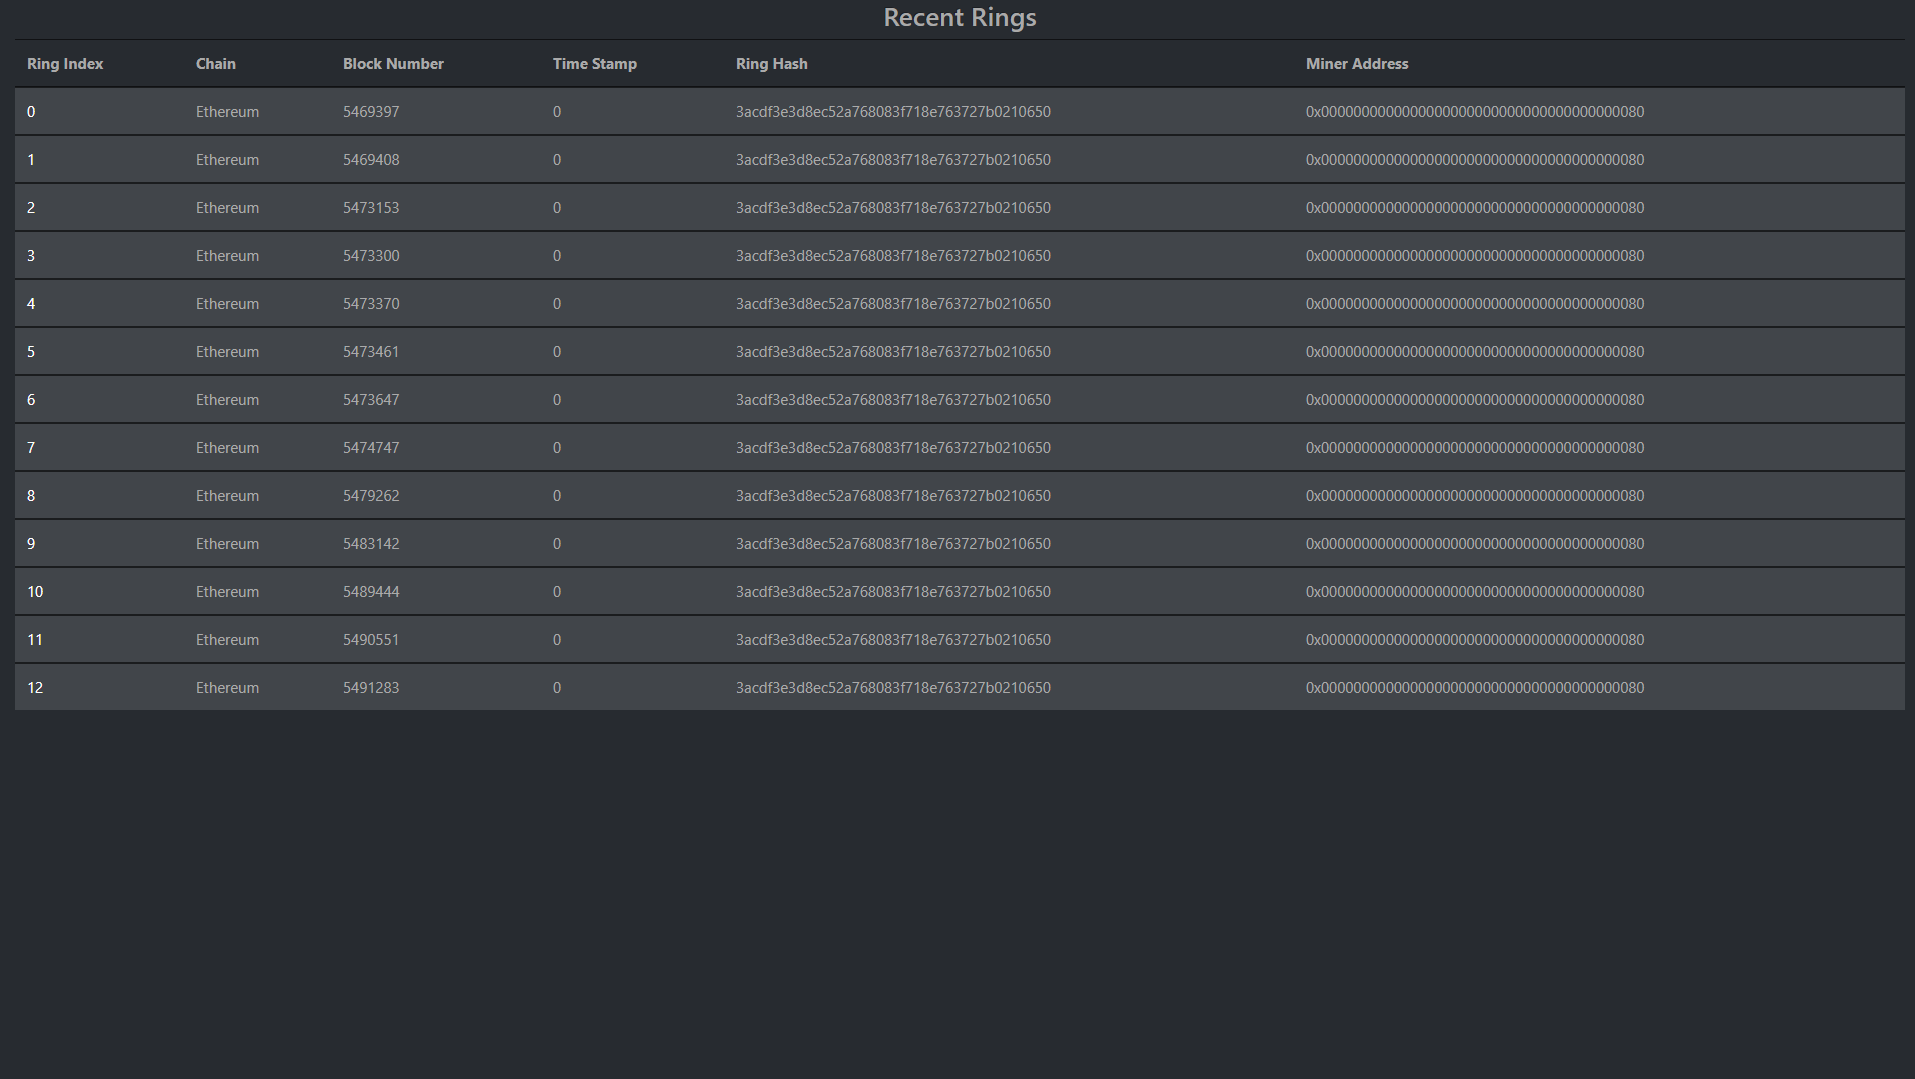 Recent Rings
Ring Index Chain Block Number Time Stamp Ring Hash Miner Address
0 Ethereum 5469397 0 3acdf3e3d8ec52a768083f718e763727b0210650 0x0000000000000000000000000000000000000080
1 Ethereum 5469408 0 3acdf3e3d8ec52a768083f718e763727b0210650 0x0000000000000000000000000000000000000080
2 Ethereum 5473153 0 3acdf3e3d8ec52a768083f718e763727b0210650 0x0000000000000000000000000000000000000080
3 Ethereum 5473300 0 3acdf3e3d8ec52a768083f718e763727b0210650 0x0000000000000000000000000000000000000080
4 Ethereum 5473370 0 3acdf3e3d8ec52a768083f718e763727b0210650 0x0000000000000000000000000000000000000080
5 Ethereum 5473461 0 3acdf3e3d8ec52a768083f718e763727b0210650 0x0000000000000000000000000000000000000080
6 Ethereum 5473647 0 3acdf3e3d8ec52a768083f718e763727b0210650 0x0000000000000000000000000000000000000080
7 Ethereum 5474747 0 3acdf3e3d8ec52a768083f718e763727b0210650 0x0000000000000000000000000000000000000080
8 Ethereum 5479262 0 3acdf3e3d8ec52a768083f718e763727b0210650 0x0000000000000000000000000000000000000080
9 Ethereum 5483142 0 3acdf3e3d8ec52a768083f718e763727b0210650 0x0000000000000000000000000000000000000080
10 Ethereum 5489444 0 3acdf3e3d8ec52a768083f718e763727b0210650 0x0000000000000000000000000000000000000080
11 Ethereum 5490551 0 3acdf3e3d8ec52a768083f718e763727b0210650 0x0000000000000000000000000000000000000080
12 Ethereum 5491283 0 3acdf3e3d8ec52a768083f718e763727b0210650 0x0000000000000000000000000000000000000080